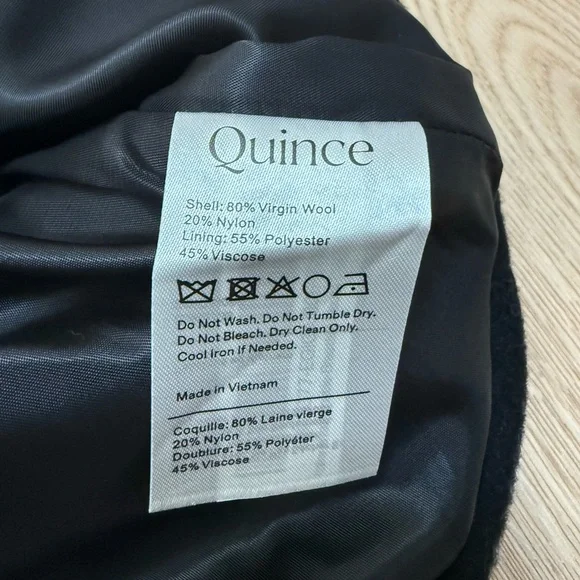 Quince
Shell: 80% Virgin Wool
20% Nylon
Lining: 55% Polyester
45% Viscose
Do Not Wash. Do Not Tumble Dry.
Do Not Bleach. Dry Clean Only.
Cool Iron If Needed.
Made in Vietnam
Coquille: 80% Laine vierge
20% Nylon
Doublure: 55% Polyéter
45% Viscose